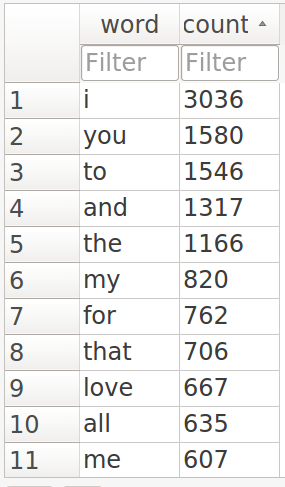 word count
Filter Filter
1 i 3036
2 you 1580
3 to 1546
4 and 1317
5 the 1166
6 my 820
7 for 762
8 that 706
9 love 667
10 all 635
11 me 607